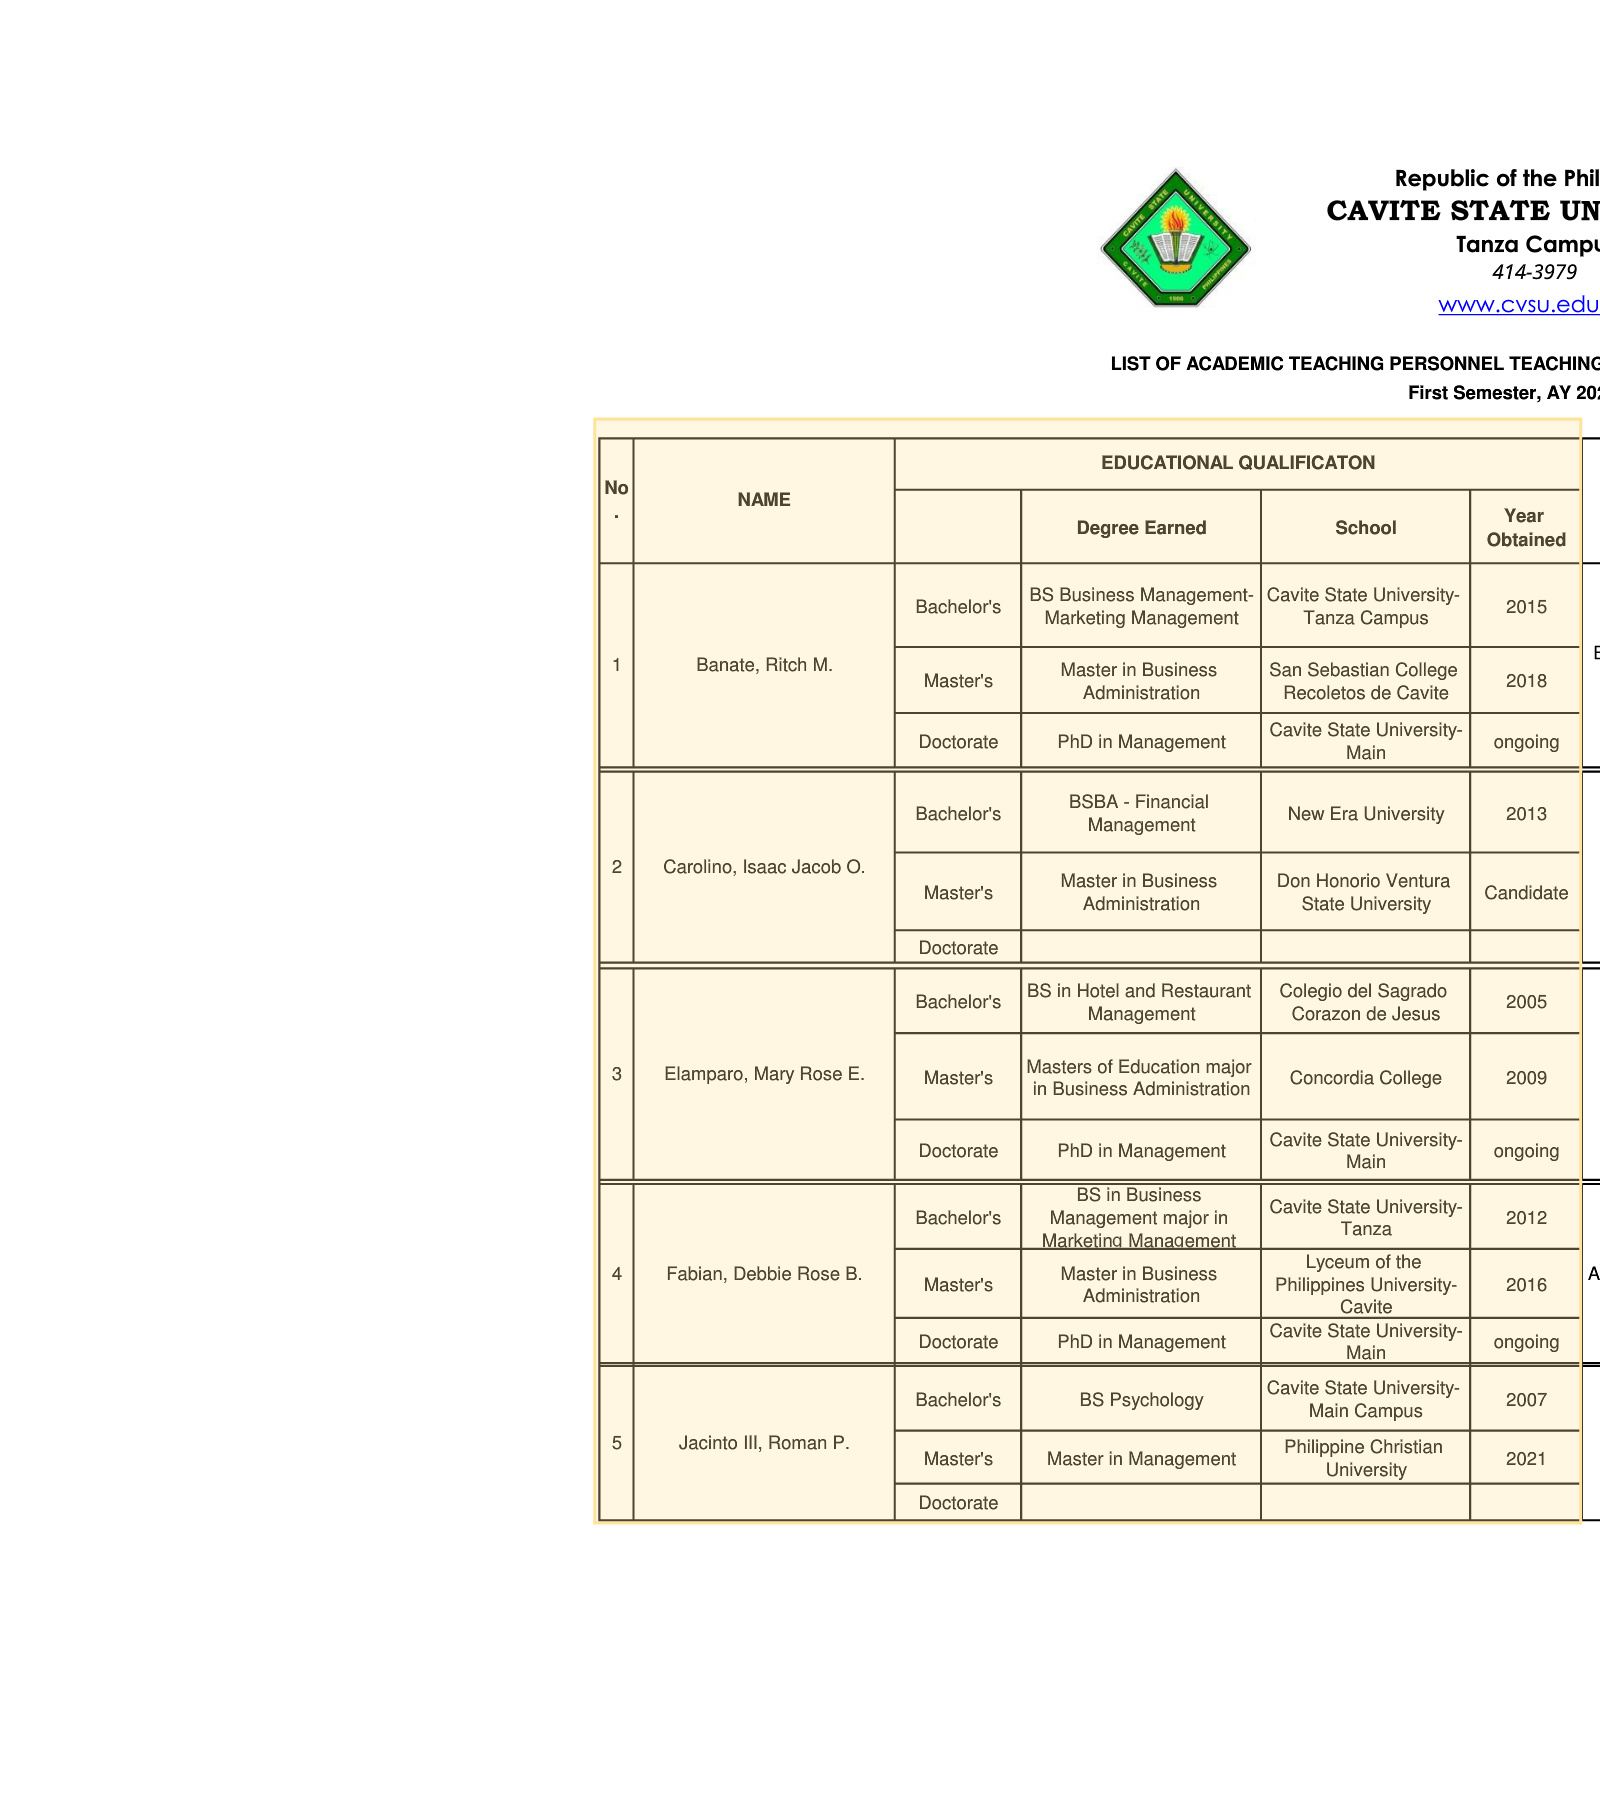 Republic of the Phil
CAVITE STATE UN
Tanza Campu
414-3979
www.cvsu.edu
CAVITE STATE UNIVERSITY
CAVITE PHILIPPINES
1906
LIST OF ACADEMIC TEACHING PERSONNEL TEACHING
First Semester, AY 202
No
.
NAME
EDUCATIONAL QUALIFICATON
Degree Earned
School
Year
Obtained
1
Banate, Ritch M.
Bachelor's
BS Business Management-
Marketing Management
Cavite State University-
Tanza Campus
2015
Master's
Master in Business
Administration
San Sebastian College
Recoletos de Cavite
2018
Doctorate
PhD in Management
Cavite State University-
Main
ongoing
2
Carolino, Isaac Jacob O.
Bachelor's
BSBA - Financial
Management
New Era University
2013
Master's
Master in Business
Administration
Don Honorio Ventura
State University
Candidate
Doctorate
3
Elamparo, Mary Rose E.
Bachelor's
BS in Hotel and Restaurant
Management
Colegio del Sagrado
Corazon de Jesus
2005
Master's
Masters of Education major
in Business Administration
Concordia College
2009
Doctorate
PhD in Management
Cavite State University-
Main
ongoing
4
Fabian, Debbie Rose B.
Bachelor's
BS in Business
Management major in
Marketing Management
Cavite State University-
Tanza
2012
Master's
Master in Business
Administration
Lyceum of the
Philippines University-
Cavite
2016
Doctorate
PhD in Management
Cavite State University-
Main
ongoing
A
5
Jacinto III, Roman P.
Bachelor's
BS Psychology
Cavite State University-
Main Campus
2007
Master's
Master in Management
Philippine Christian
University
2021
Doctorate